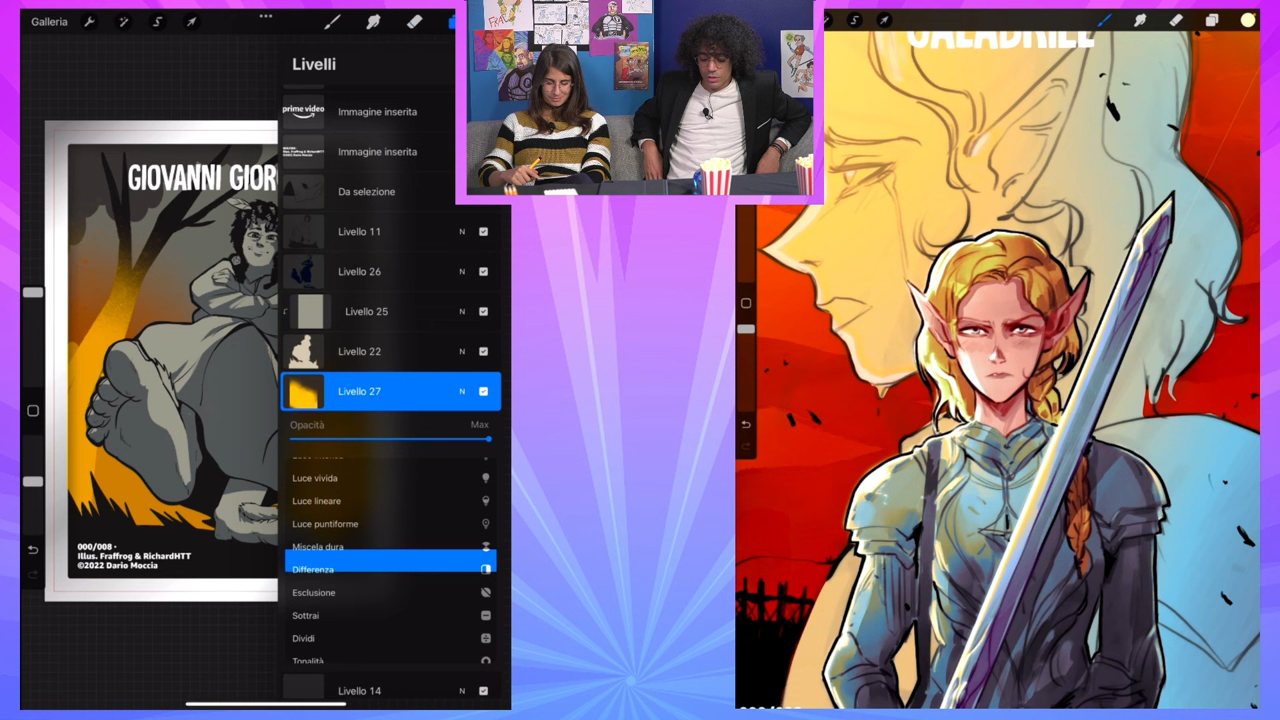 Galleria
Livelli
prime video
Immagine inserita
Immagine inserita
Da selezione
Livello 11 N
Livello 26 N
Livello 25 N
Livello 22 N
Livello 27 N
Opacità Max
Luce vivida
Luce lineare
Luce puntiforme
Miscela dura
Differenza
Esclusione
Sottrai
Dividi
Tonalità
Livello 14 N
GIOVANNI GIOR
000/008 ·
Illus. Fraffrog & RichardHTT
©2022 Dario Moccia
GALADRIEL